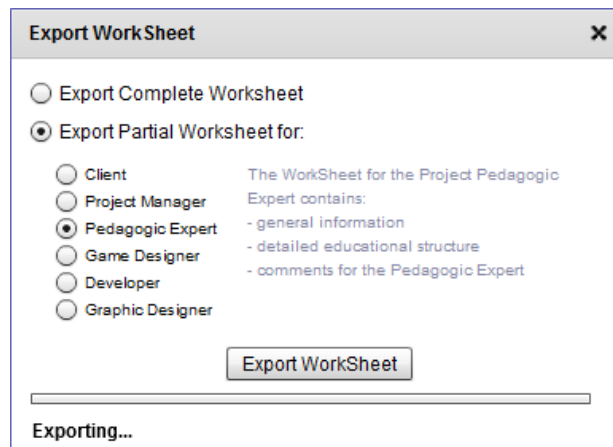 Export WorkSheet
Export Complete Worksheet
Export Partial Worksheet for:
Client
Project Manager
Pedagogic Expert
Game Designer
Developer
Graphic Designer
The WorkSheet for the Project Pedagogic
Expert contains:
- general information
- detailed educational structure
- comments for the Pedagogic Expert
Export WorkSheet
Exporting...